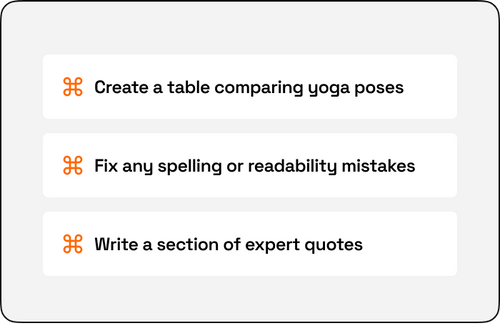 Create a table comparing yoga poses
Fix any spelling or readability mistakes
Write a section of expert quotes